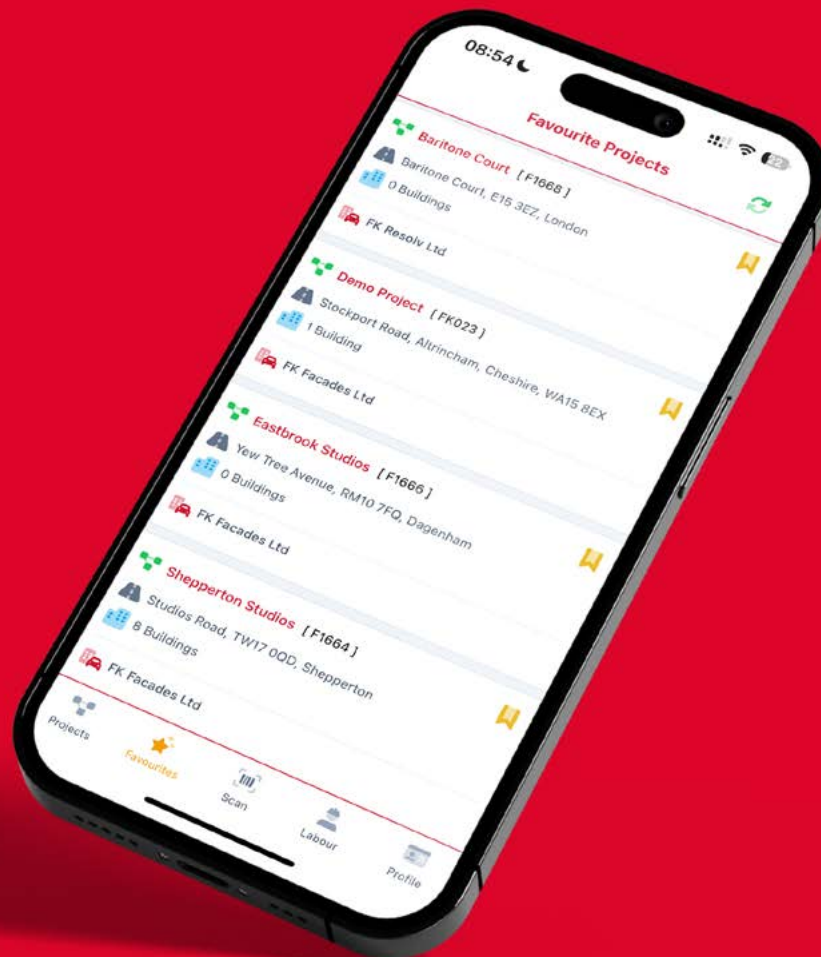 08:54
22
Favourite Projects
Baritone Court [ F1668 ]
Baritone Court, E15 3EZ, London
0 Buildings
FK Resolv Ltd
Demo Project [ FK023 ]
Stockport Road, Altrincham, Cheshire, WA15 8EX
1 Building
FK Facades Ltd
Eastbrook Studios [ F1666 ]
Yew Tree Avenue, RM10 7FQ, Dagenham
0 Buildings
FK Facades Ltd
Shepperton Studios [ F1664 ]
Studios Road, TW17 0QD, Shepperton
8 Buildings
FK Facades Ltd
Projects
Favourites
Scan
Labour
Profile